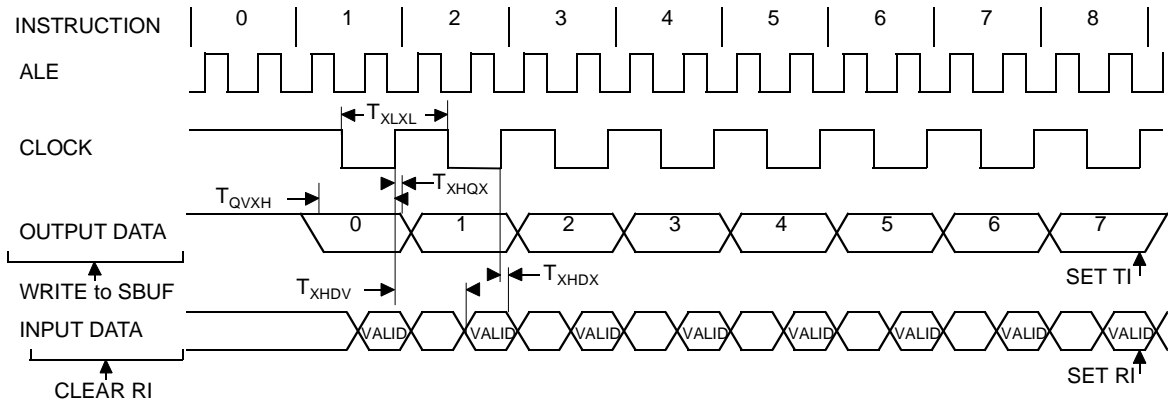 INSTRUCTION 0 1 2 3 4 5 6 7 8
ALE
T_XLXL
CLOCK
T_XHQX
T_QVXH
OUTPUT DATA 0 1 2 3 4 5 6 7
WRITE to SBUF
T_XHDV T_XHDX SET TI
INPUT DATA VALID VALID VALID VALID VALID VALID VALID VALID
CLEAR RI SET RI